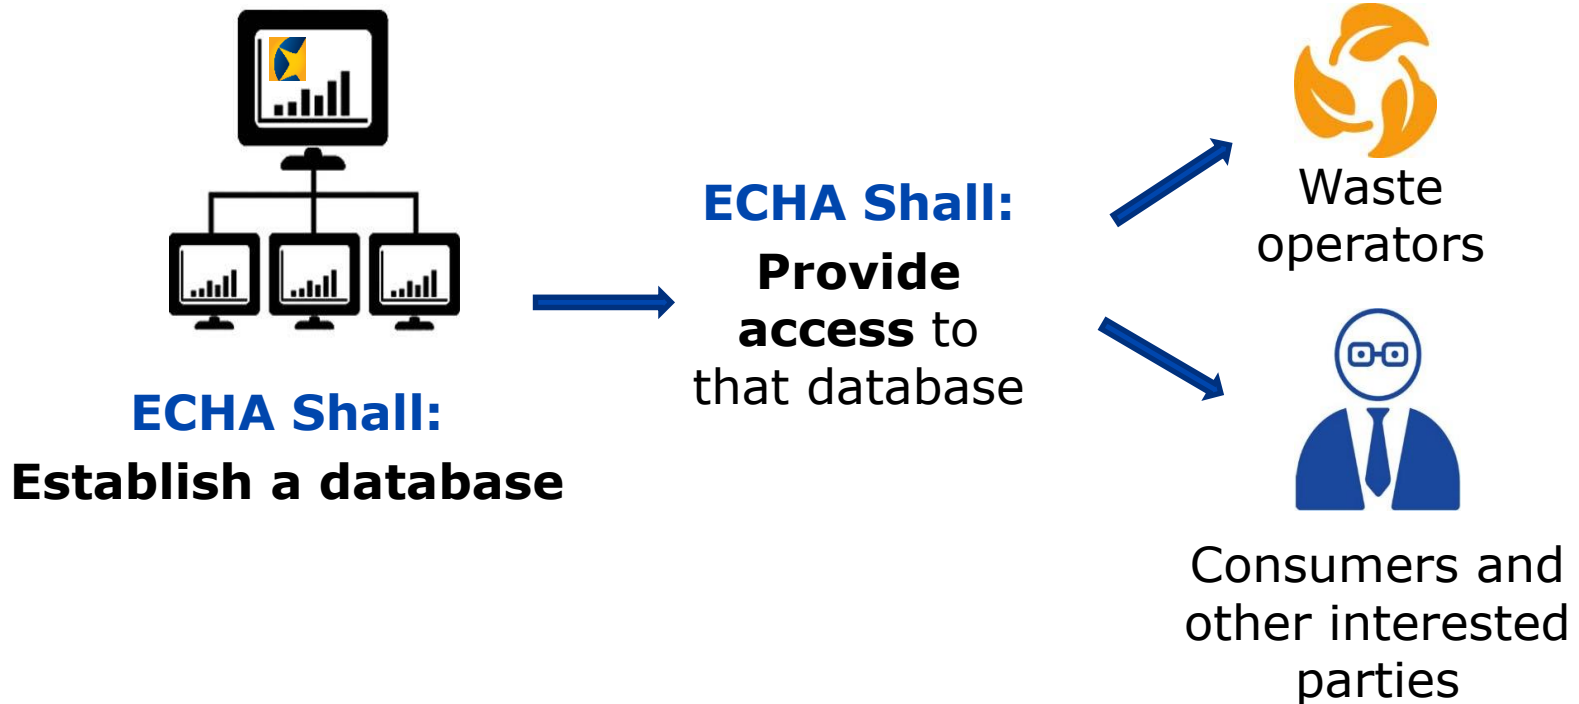 ECHA Shall:
Establish a database
ECHA Shall:
Provide
access to
that database
Waste
operators
Consumers and
other interested
parties